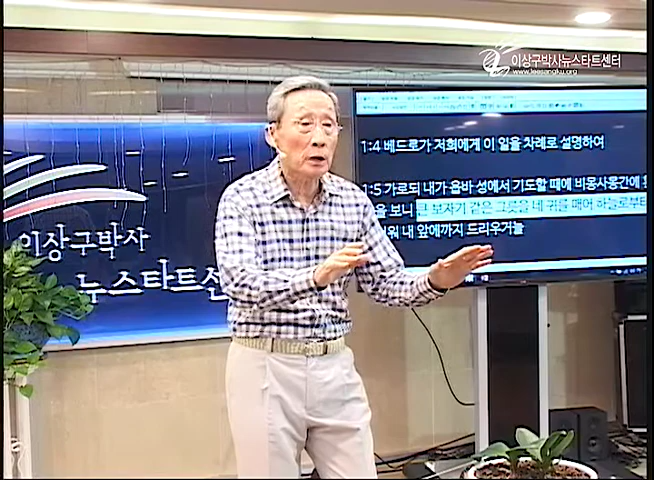 이상구박사뉴스타트센터
www.leesangku.org
1:4 베드로가 저희에게 이 일을 차례로 설명하여
1:5 가로되 내가 욥바 성에서 기도할 때에 비몽사몽간에
을 보니 큰 보자기 같은 그릇을 네 귀를 매어 하늘로부터
리워 내 앞에까지 드리우거늘
이상구박사
뉴스타트센